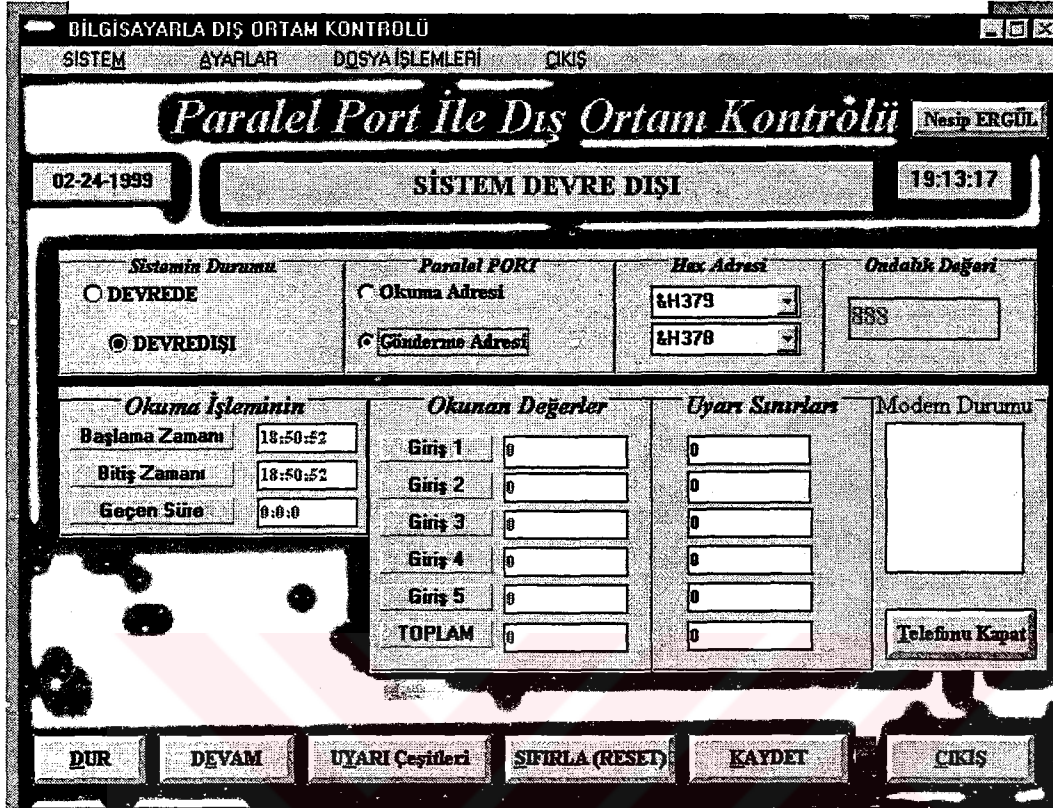 BİLGİSAYARLA DIŞ ORTAM KONTROLÜ
SİSTEM AYARLAR DOSYA İŞLEMLERİ ÇIKIŞ
Paralel Port İle Dış Ortamı Kontrolü Nesip ERGÜL
02-24-1999 SİSTEM DEVRE DIŞI 19:13:17
Sistemin Durumu Paralel PORT Hex Adresi Ondalık Değeri
DEVREDE Okuma Adresi &H379 888
DEVREDIŞI Gönderme Adresi &H378
Okuma İşleminin Okunan Değerler Uyarı Sınırları Modem Durumu
Başlama Zamanı 18:50:52 Giriş 1 0 0
Bitiş Zamanı 18:50:52 Giriş 2 0 0
Geçen Süre 0:0:0 Giriş 3 0 0
Giriş 4 0 0
Giriş 5 0 0
TOPLAM 0 0 Telefonu Kapat
DUR DEVAM UYARI Çeşitleri SIFIRLA (RESET) KAYDET ÇIKIŞ